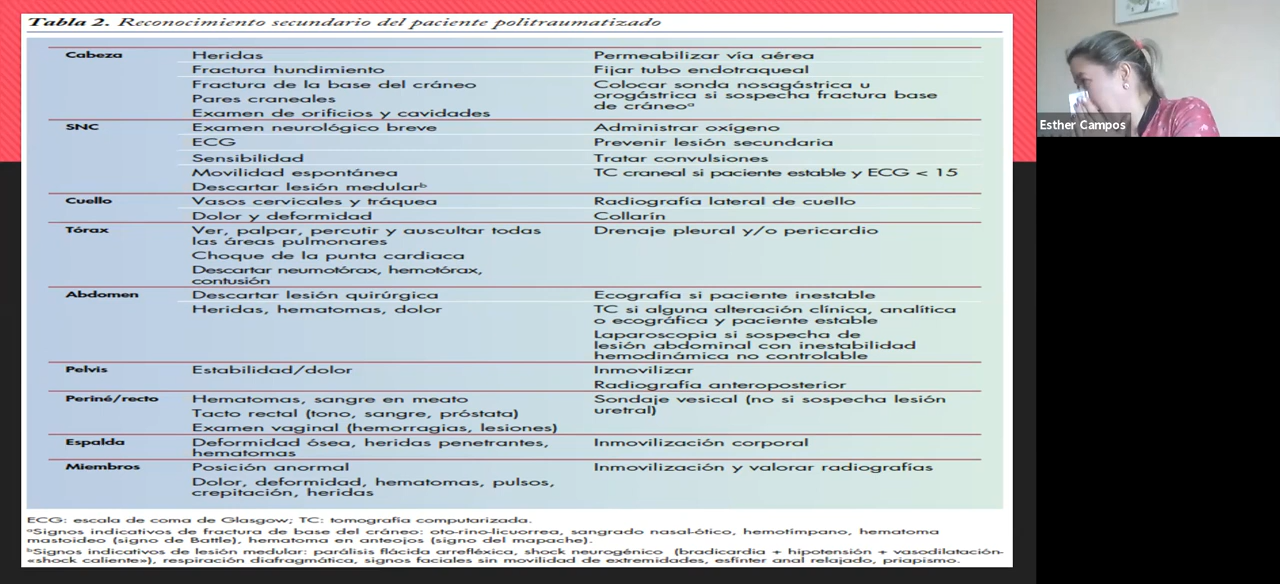 Tabla 2. Reconocimiento secundario del paciente politraumatizado
Cabeza Heridas Permeabilizar vía aérea
Fractura hundimiento Fijar tubo endotraqueal
Fractura de la base del cráneo Colocar sonda nosagástrica u
orogástrica si sospecha fractura base
Pares craneales
de cráneoª
Examen de orificios y cavidades
SNC Examen neurológico breve Administrar oxígeno
ECG Prevenir lesión secundaria
Sensibilidad Tratar convulsiones
Movilidad espontánea TC craneal si paciente estable y ECG < 15
Descartar lesión medularᵇ
Cuello Vasos cervicales y tráquea Radiografía lateral de cuello
Dolor y deformidad Collarín
Tórax Ver, palpar, percutir y auscultar todas Drenaje pleural y/o pericardio
las áreas pulmonares
Choque de la punta cardiaca
Descartar neumotórax, hemotórax,
contusión
Abdomen Descartar lesión quirúrgica Ecografía si paciente inestable
Heridas, hematomas, dolor TC si alguna alteración clínica, analítica
o ecográfica y paciente estable
Laparoscopia si sospecha de
lesión abdominal con inestabilidad
hemodinámica no controlable
Pelvis Estabilidad/dolor Inmovilizar
Radiografía anteroposterior
Periné/recto Hematomas, sangre en meato Sondaje vesical (no si sospecha lesión
uretral)
Tacto rectal (tono, sangre, próstata)
Examen vaginal (hemorragias, lesiones)
Espalda Deformidad ósea, heridas penetrantes, Inmovilización corporal
hematomas
Miembros Posición anormal Inmovilización y valorar radiografías
Dolor, deformidad, hematomas, pulsos,
crepitación, heridas
ECG: escala de coma de Glasgow; TC: tomografía computarizada.
ªSignos indicativos de fractura de base del cráneo: oto-rino-licuorrea, sangrado nasal-ótico, hemotímpano, hematoma
mastoideo (signo de Battle), hematoma en anteojos (signo del mapache).
ᵇSignos indicativos de lesión medular: parálisis flácida arrefléxica, shock neurogénico (bradicardia + hipotensión + vasodilatación-
«shock caliente»), respiración diafragmática, signos faciales sin movilidad de extremidades, esfínter anal relajado, priapismo.
Esther Campos